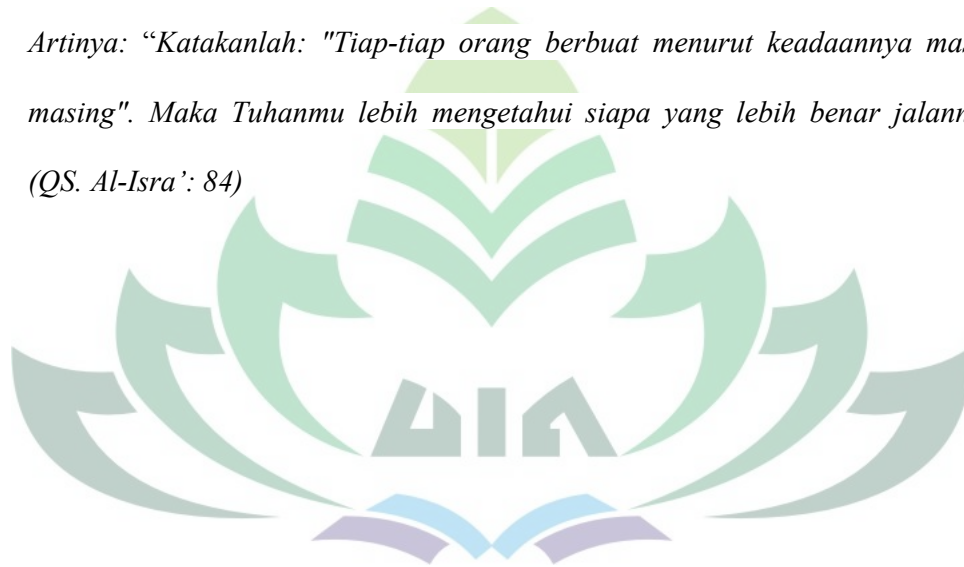 Artinya: “Katakanlah: "Tiap-tiap orang berbuat menurut keadaannya
masing". Maka Tuhanmu lebih mengetahui siapa yang lebih benar
(QS. Al-Isra’: 84)
UIN